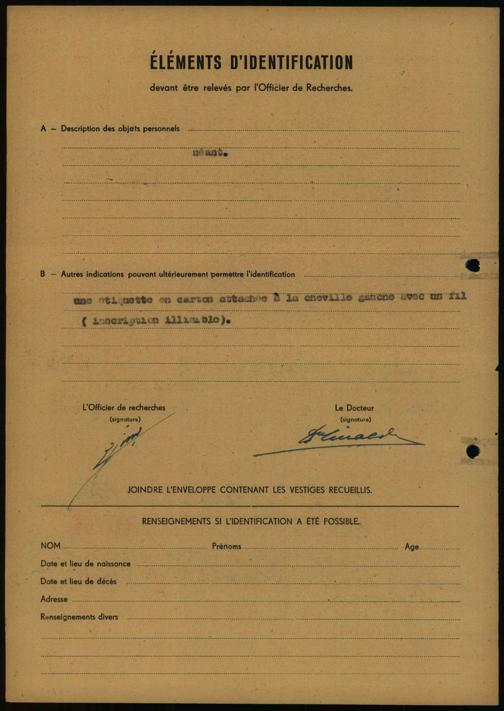 ÉLÉMENTS D'IDENTIFICATION
devant être relevés par l'Officier de Recherches.
A — Description des objets personnels
néant.
B — Autres indications pouvant ultérieurement permettre l'identification
une etiquette en carton attachée à la cheville gauche avec un fil
( inscription illisible).
L'Officier de recherches
(signature)
Le Docteur
(signature)
JOINDRE L'ENVELOPPE CONTENANT LES VESTIGES RECUEILLIS.
RENSEIGNEMENTS SI L'IDENTIFICATION A ÉTÉ POSSIBLE.
NOM Prénoms Age
Date et lieu de naissance
Date et lieu de décès
Adresse
Renseignements divers